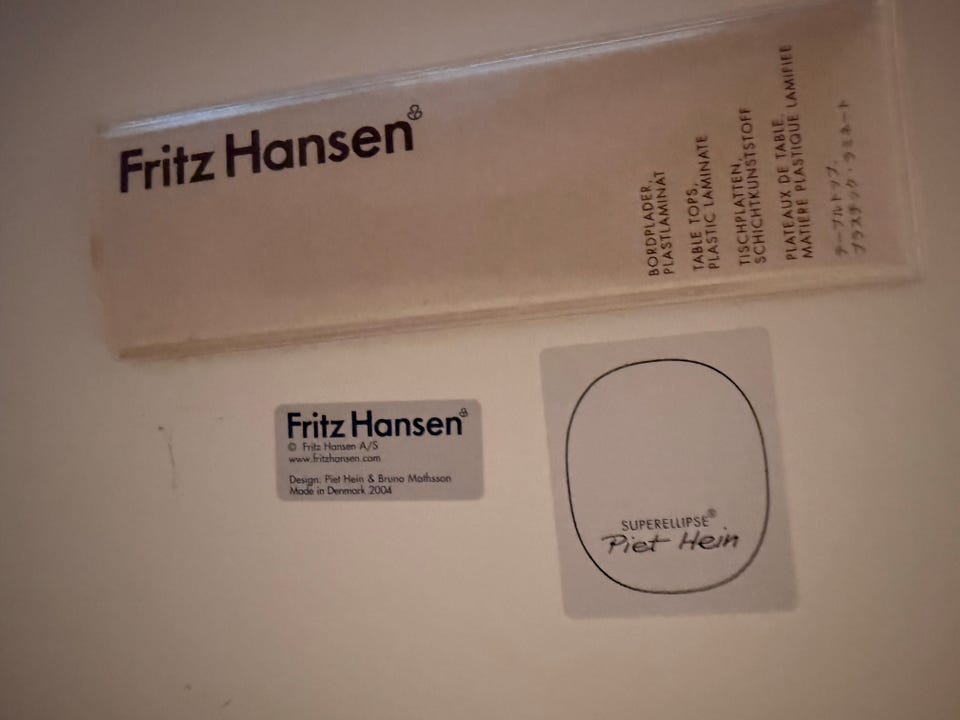 Fritz Hansen
BORDPLADER,
PLASTLAMINAT
TABLE TOPS,
PLASTIC LAMINATE
TISCHPLATTEN,
SCHICHTKUNSTSTOFF
PLATEAUX DE TABLE,
MATIERE PLASTIQUE LAMIFIEE
テーブルトップ、
プラスチック・ラミネート
Fritz Hansen
© Fritz Hansen A/S
www.fritzhansen.com
Design: Piet Hein & Bruno Mathsson
Made in Denmark 2004
SUPERELLIPSE®
Piet Hein